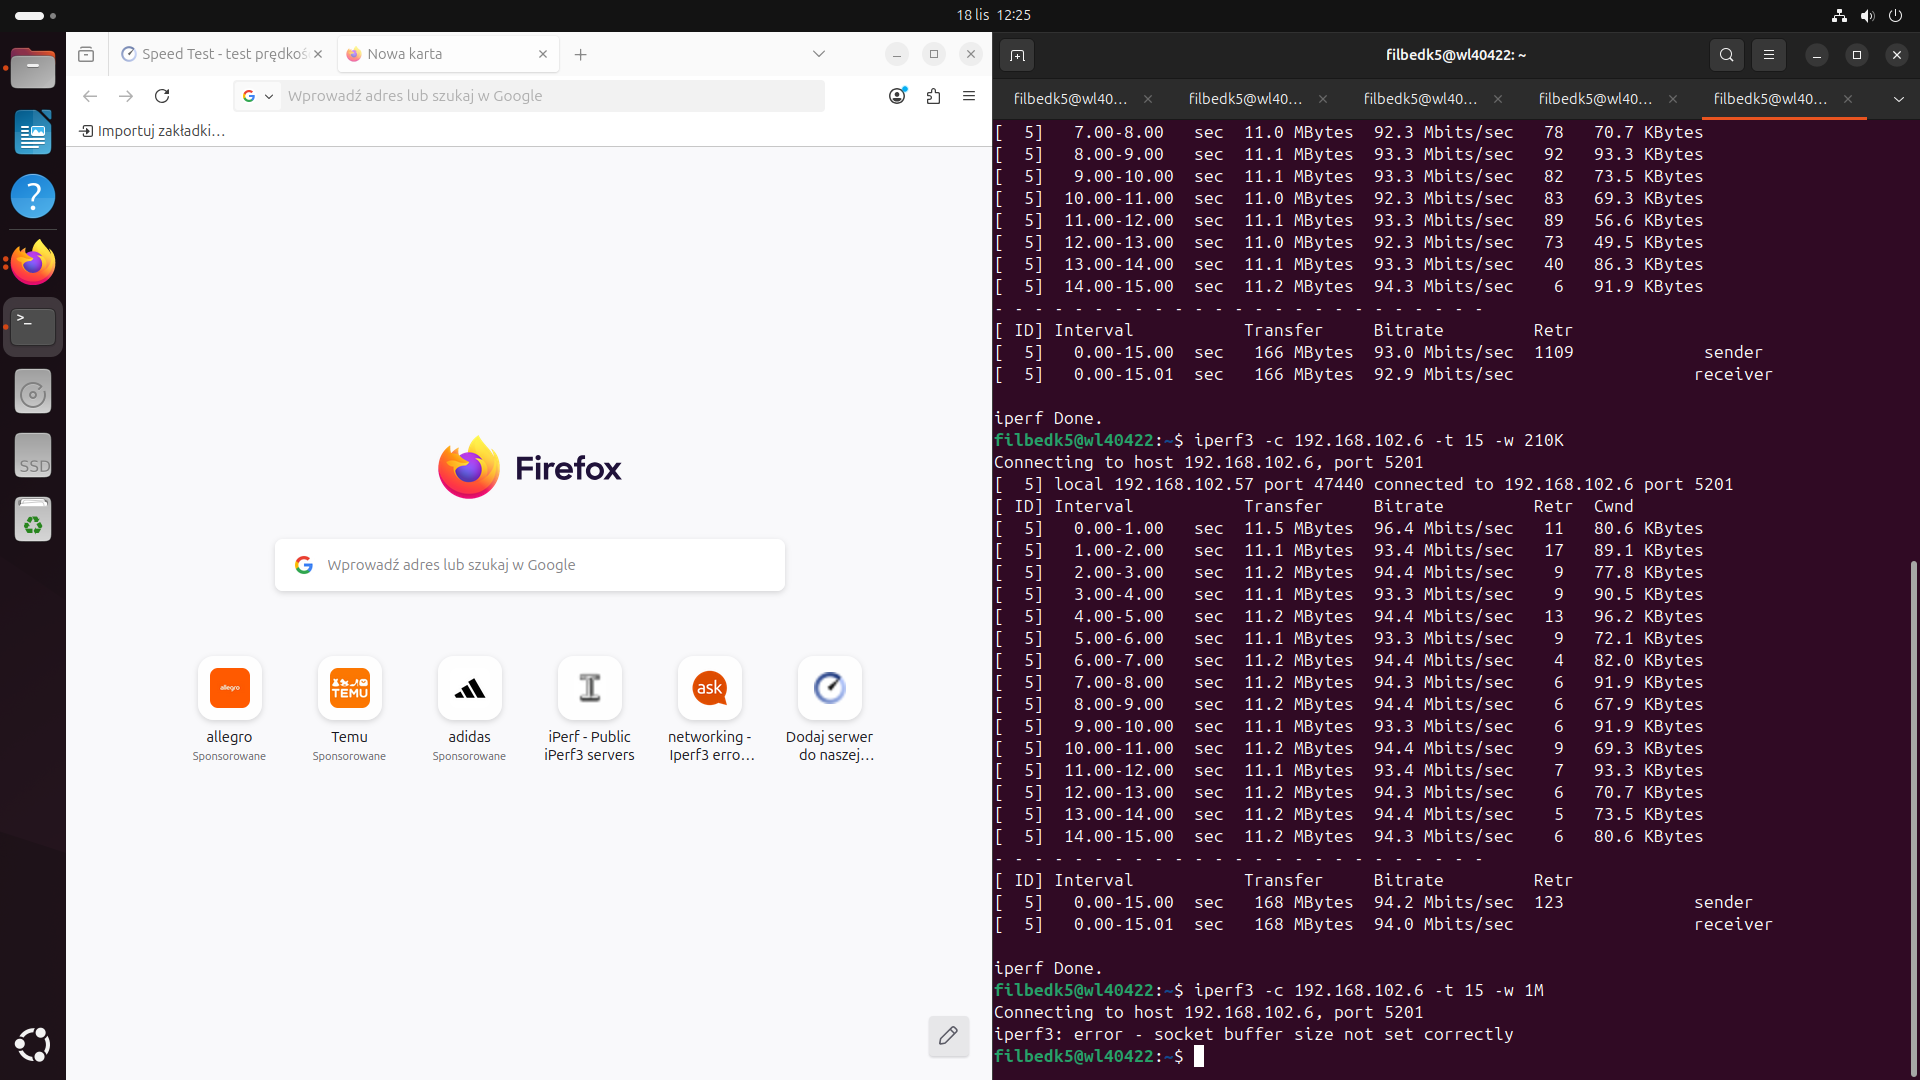 18 lis 12:25
Speed Test - test prędkoś
Nowa karta
Wprowadź adres lub szukaj w Google
Importuj zakładki…
Firefox
Wprowadź adres lub szukaj w Google
allegro
TEMU
ask
allegro
Sponsorowane
Temu
Sponsorowane
adidas
Sponsorowane
iPerf - Public
iPerf3 servers
networking -
Iperf3 erro…
Dodaj serwer
do naszej…
SSD
filbedk5@wl40422: ~
filbedk5@wl40…
filbedk5@wl40…
filbedk5@wl40…
filbedk5@wl40…
filbedk5@wl40…
[  5]   7.00-8.00   sec  11.0 MBytes  92.3 Mbits/sec   78   70.7 KBytes
[  5]   8.00-9.00   sec  11.1 MBytes  93.3 Mbits/sec   92   93.3 KBytes
[  5]   9.00-10.00  sec  11.1 MBytes  93.3 Mbits/sec   82   73.5 KBytes
[  5]  10.00-11.00  sec  11.0 MBytes  92.3 Mbits/sec   83   69.3 KBytes
[  5]  11.00-12.00  sec  11.1 MBytes  93.3 Mbits/sec   89   56.6 KBytes
[  5]  12.00-13.00  sec  11.0 MBytes  92.3 Mbits/sec   73   49.5 KBytes
[  5]  13.00-14.00  sec  11.1 MBytes  93.3 Mbits/sec   40   86.3 KBytes
[  5]  14.00-15.00  sec  11.2 MBytes  94.3 Mbits/sec    6   91.9 KBytes
- - - - - - - - - - - - - - - - - - - - - - - - -
[ ID] Interval           Transfer     Bitrate         Retr
[  5]   0.00-15.00  sec   166 MBytes  93.0 Mbits/sec  1109             sender
[  5]   0.00-15.01  sec   166 MBytes  92.9 Mbits/sec                  receiver
iperf Done.
filbedk5@wl40422:~$ iperf3 -c 192.168.102.6 -t 15 -w 210K
Connecting to host 192.168.102.6, port 5201
[  5] local 192.168.102.57 port 47440 connected to 192.168.102.6 port 5201
[ ID] Interval           Transfer     Bitrate         Retr  Cwnd
[  5]   0.00-1.00   sec  11.5 MBytes  96.4 Mbits/sec   11   80.6 KBytes
[  5]   1.00-2.00   sec  11.1 MBytes  93.4 Mbits/sec   17   89.1 KBytes
[  5]   2.00-3.00   sec  11.2 MBytes  94.4 Mbits/sec    9   77.8 KBytes
[  5]   3.00-4.00   sec  11.1 MBytes  93.3 Mbits/sec    9   90.5 KBytes
[  5]   4.00-5.00   sec  11.2 MBytes  94.4 Mbits/sec   13   96.2 KBytes
[  5]   5.00-6.00   sec  11.1 MBytes  93.3 Mbits/sec    9   72.1 KBytes
[  5]   6.00-7.00   sec  11.2 MBytes  94.4 Mbits/sec    4   82.0 KBytes
[  5]   7.00-8.00   sec  11.2 MBytes  94.3 Mbits/sec    6   91.9 KBytes
[  5]   8.00-9.00   sec  11.2 MBytes  94.4 Mbits/sec    6   67.9 KBytes
[  5]   9.00-10.00  sec  11.1 MBytes  93.3 Mbits/sec    6   91.9 KBytes
[  5]  10.00-11.00  sec  11.2 MBytes  94.4 Mbits/sec    9   69.3 KBytes
[  5]  11.00-12.00  sec  11.1 MBytes  93.4 Mbits/sec    7   93.3 KBytes
[  5]  12.00-13.00  sec  11.2 MBytes  94.3 Mbits/sec    6   70.7 KBytes
[  5]  13.00-14.00  sec  11.2 MBytes  94.4 Mbits/sec    5   73.5 KBytes
[  5]  14.00-15.00  sec  11.2 MBytes  94.3 Mbits/sec    6   80.6 KBytes
- - - - - - - - - - - - - - - - - - - - - - - - -
[ ID] Interval           Transfer     Bitrate         Retr
[  5]   0.00-15.00  sec   168 MBytes  94.2 Mbits/sec  123             sender
[  5]   0.00-15.01  sec   168 MBytes  94.0 Mbits/sec                  receiver
iperf Done.
filbedk5@wl40422:~$ iperf3 -c 192.168.102.6 -t 15 -w 1M
Connecting to host 192.168.102.6, port 5201
iperf3: error - socket buffer size not set correctly
filbedk5@wl40422:~$